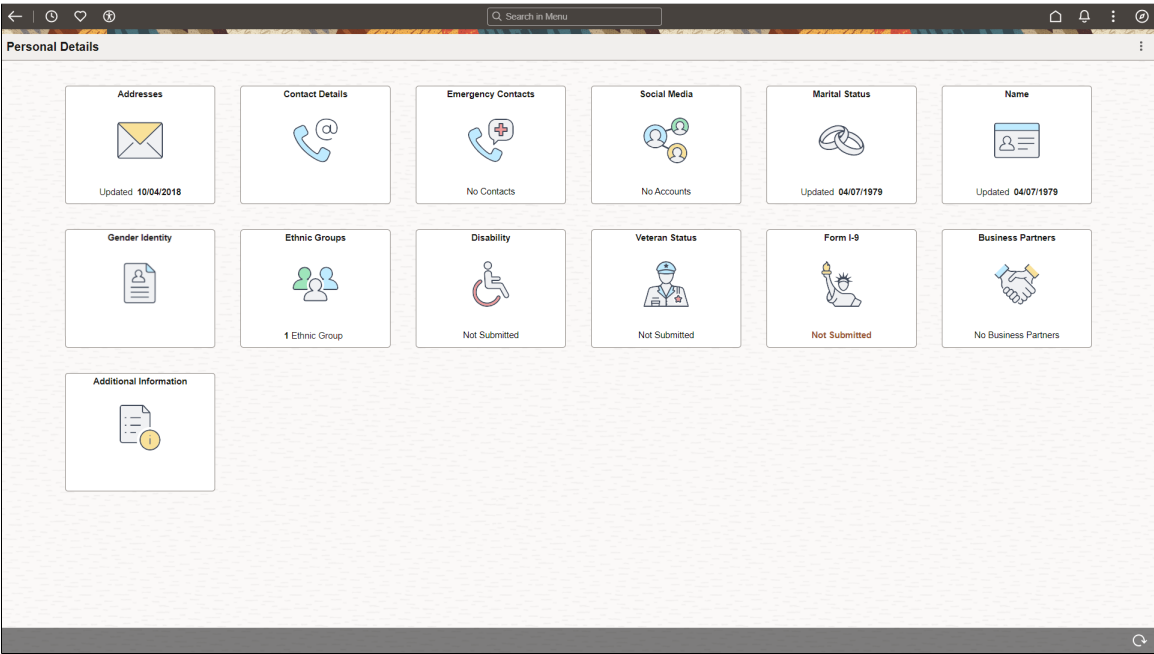 Search in Menu
Personal Details
Addresses
Updated 10/04/2018
Contact Details
Emergency Contacts
No Contacts
Social Media
No Accounts
Marital Status
Updated 04/07/1979
Name
Updated 04/07/1979
Gender Identity
Ethnic Groups
1 Ethnic Group
Disability
Not Submitted
Veteran Status
Not Submitted
Form I-9
Not Submitted
Business Partners
No Business Partners
Additional Information